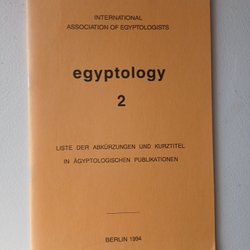 INTERNATIONAL
ASSOCIATION OF EGYPTOLOGISTS
egyptology
2
LISTE DER ABKÜRZUNGEN UND KURZTITEL
IN ÄGYPTOLOGISCHEN PUBLIKATIONEN
BERLIN 1994